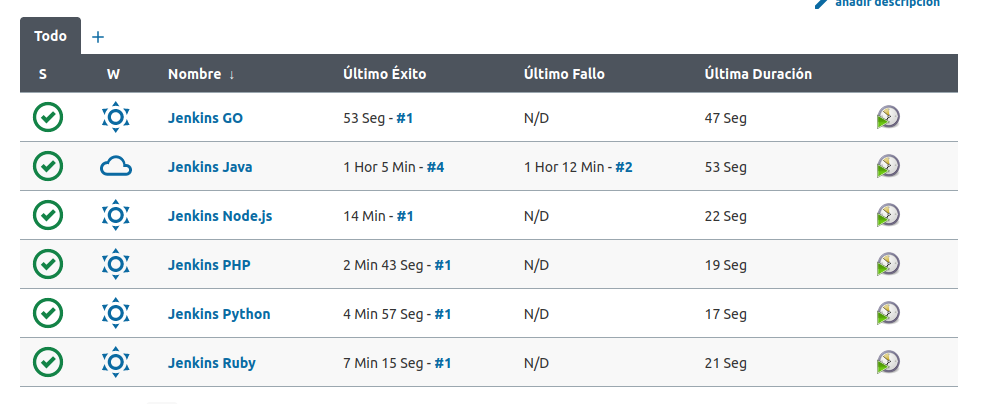 añadir descripción
Todo +
S W Nombre ↓ Último Éxito Último Fallo Última Duración
Jenkins GO 53 Seg - #1 N/D 47 Seg
Jenkins Java 1 Hor 5 Min - #4 1 Hor 12 Min - #2 53 Seg
Jenkins Node.js 14 Min - #1 N/D 22 Seg
Jenkins PHP 2 Min 43 Seg - #1 N/D 19 Seg
Jenkins Python 4 Min 57 Seg - #1 N/D 17 Seg
Jenkins Ruby 7 Min 15 Seg - #1 N/D 21 Seg